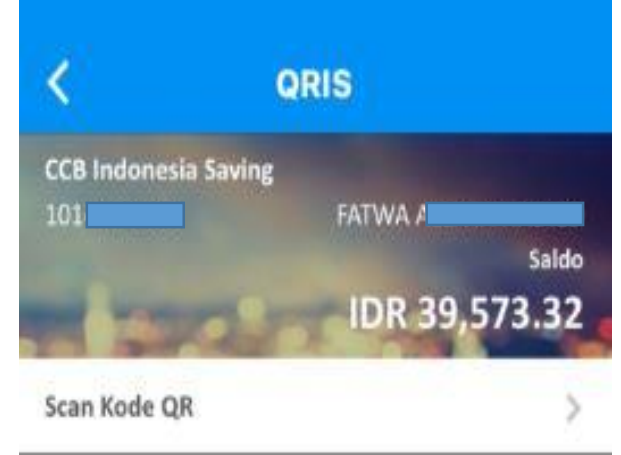 QRIS
CCB Indonesia Saving
101
FATWA A
Saldo
IDR 39,573.32
Scan Kode QR